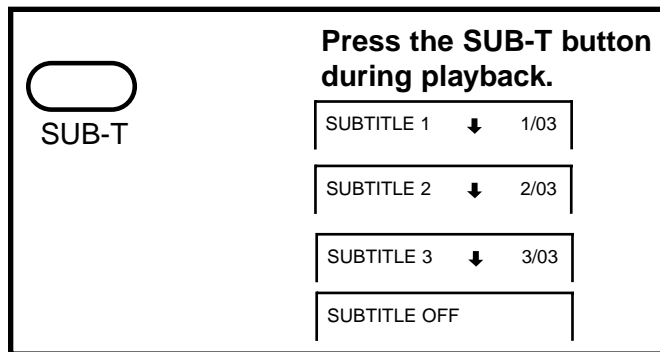 Press the SUB-T button
during playback.
SUB-T
SUBTITLE 1 ⬇ 1/03
SUBTITLE 2 ⬇ 2/03
SUBTITLE 3 ⬇ 3/03
SUBTITLE OFF